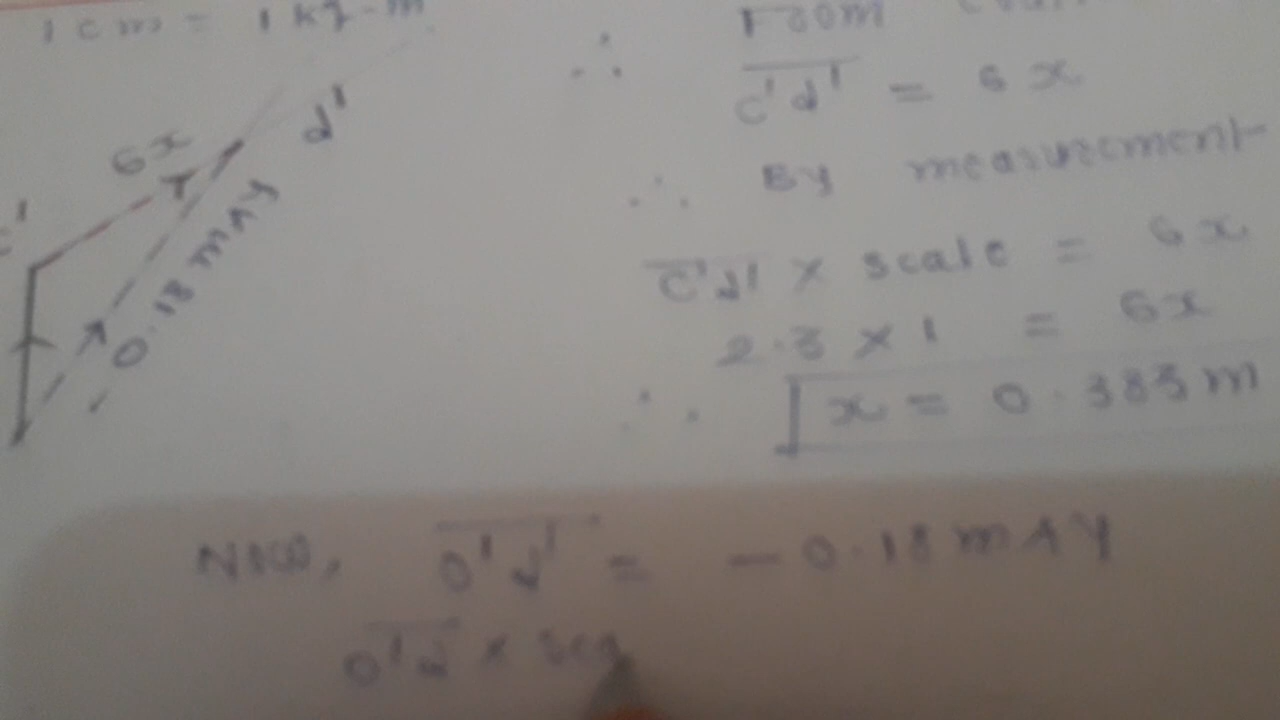 1 cm = 1 kg-m
∴ From
c'd' = 6x
∴ By measurement
c'd' × scale = 6x
2.3 × 1 = 6x
∴ x = 0.383 m
d'
6x
c'
0.18 mAy
Now, o'd' = - 0.18 mAy
o'd' ×